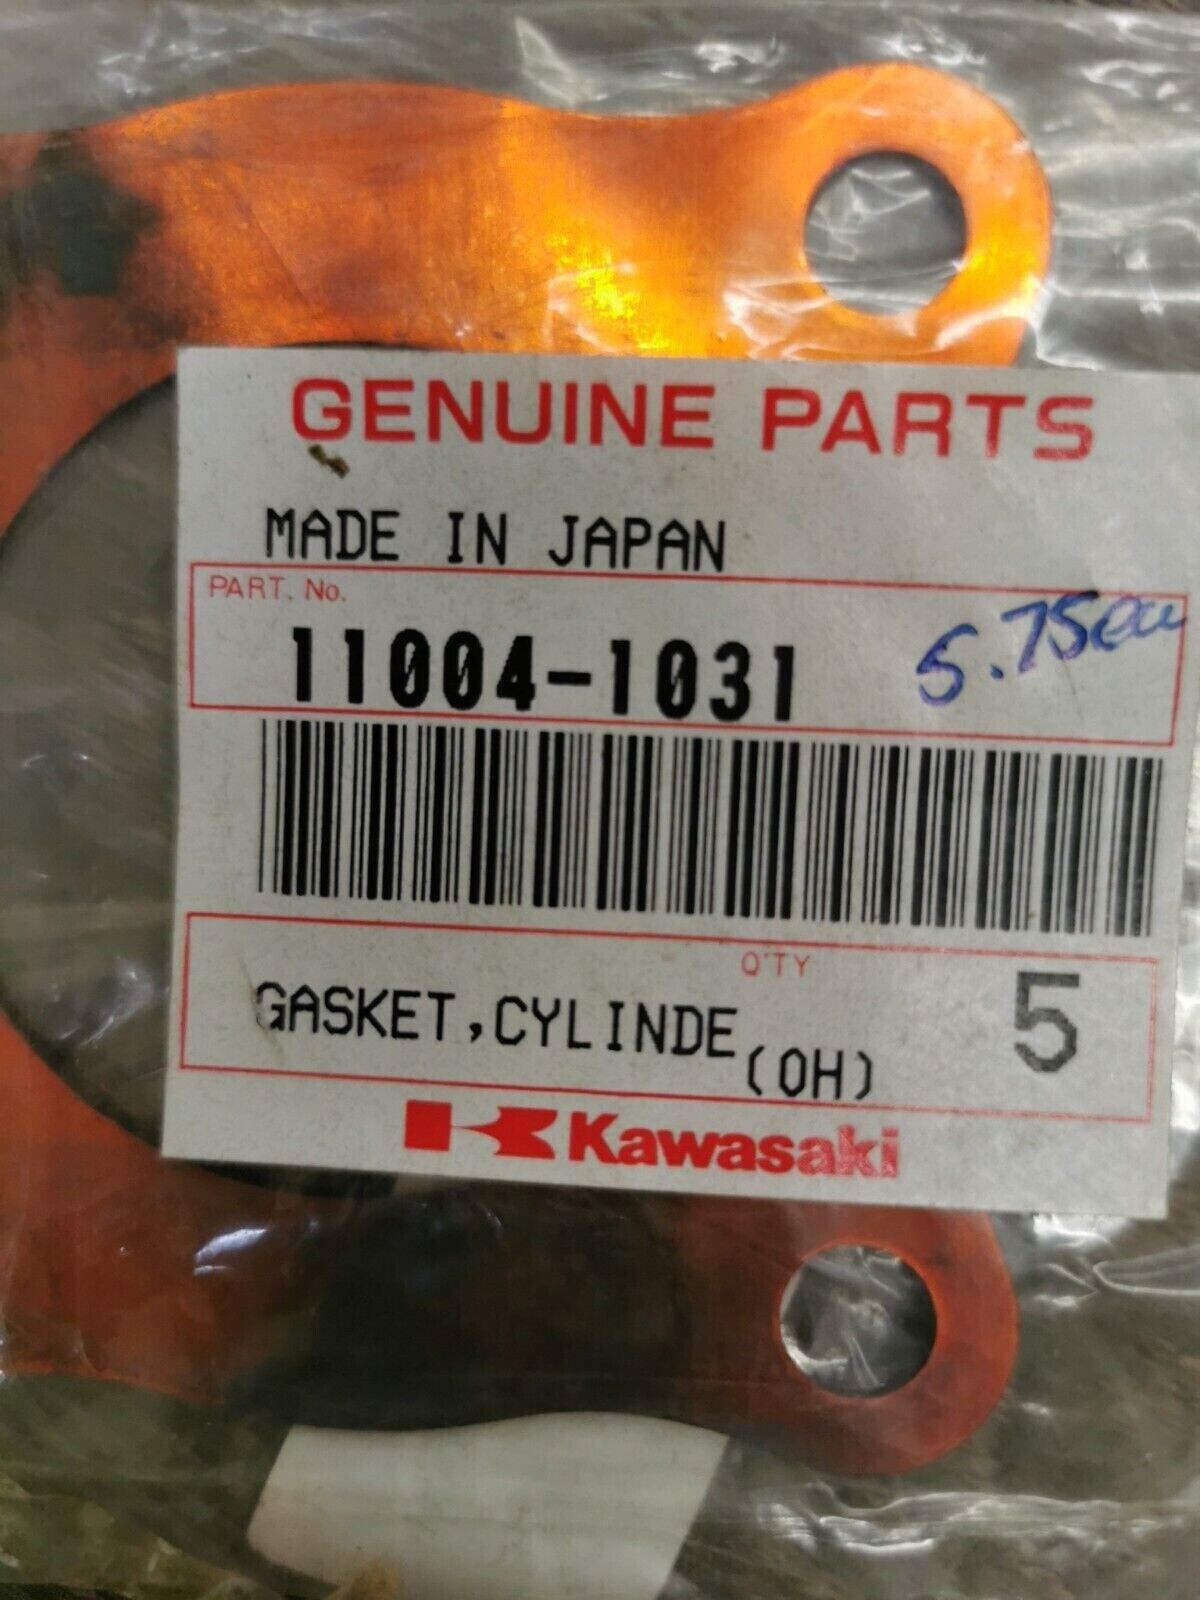 GENUINE PARTS
MADE IN JAPAN
PART. No.
11004-1031
5.75ea
Q'TY
GASKET,CYLINDE(OH) 5
Kawasaki